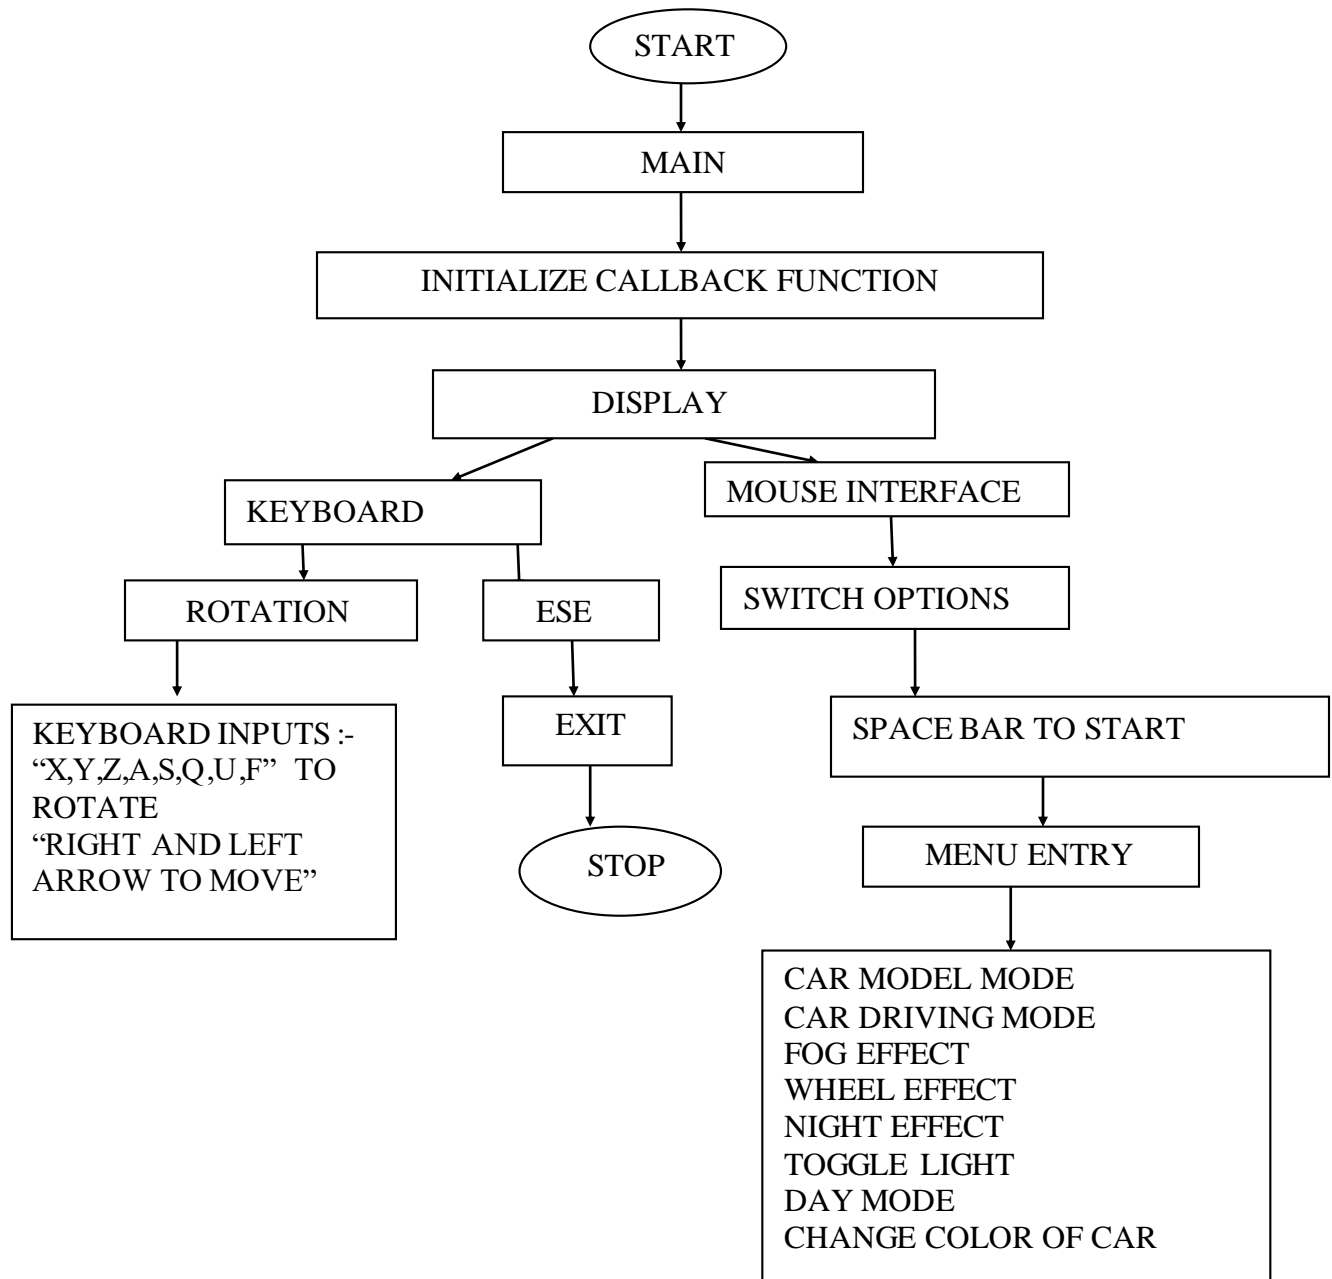 START
MAIN
INITIALIZE CALLBACK FUNCTION
DISPLAY
KEYBOARD
MOUSE INTERFACE
ROTATION
ESE
SWITCH OPTIONS
KEYBOARD INPUTS :-
“X,Y,Z,A,S,Q,U,F” TO
ROTATE
“RIGHT AND LEFT
ARROW TO MOVE”
EXIT
STOP
SPACE BAR TO START
MENU ENTRY
CAR MODEL MODE
CAR DRIVING MODE
FOG EFFECT
WHEEL EFFECT
NIGHT EFFECT
TOGGLE LIGHT
DAY MODE
CHANGE COLOR OF CAR